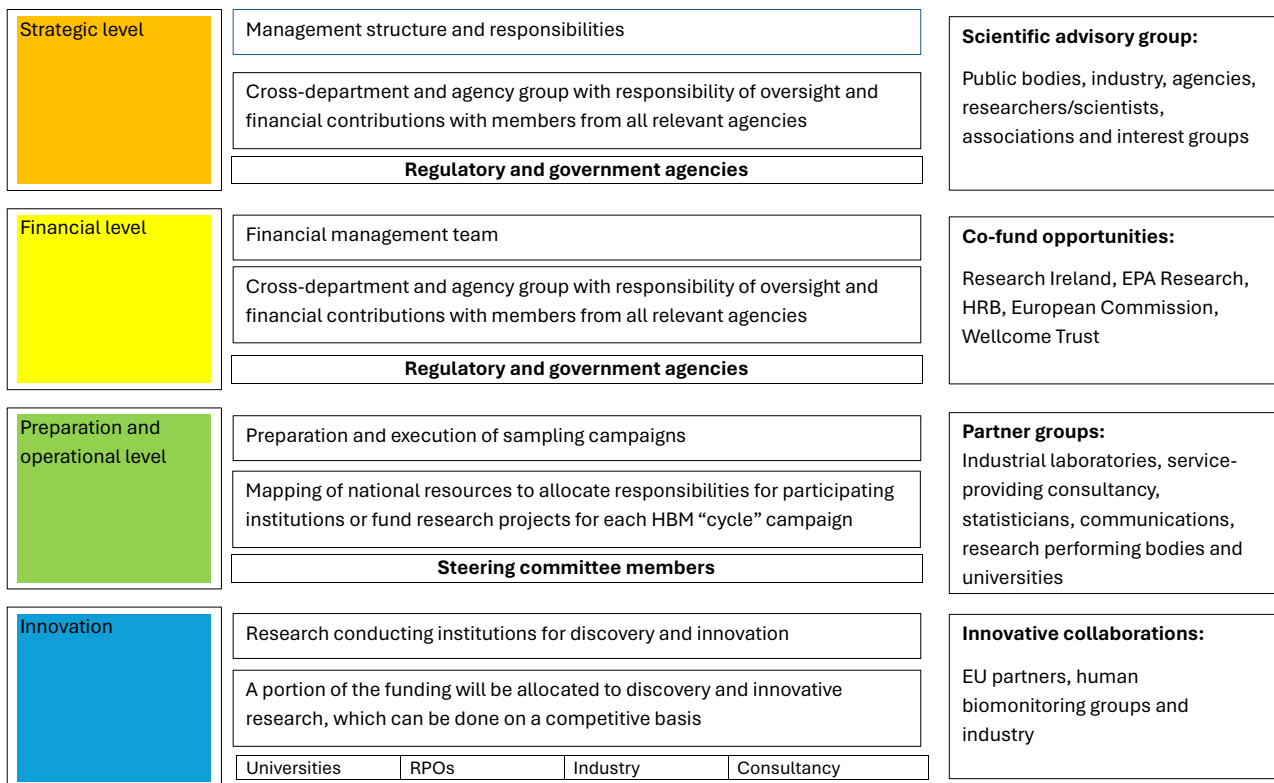 Strategic level
Management structure and responsibilities
Cross-department and agency group with responsibility of oversight and
financial contributions with members from all relevant agencies
Regulatory and government agencies
Scientific advisory group:
Public bodies, industry, agencies,
researchers/scientists,
associations and interest groups
Financial level
Financial management team
Cross-department and agency group with responsibility of oversight and
financial contributions with members from all relevant agencies
Regulatory and government agencies
Co-fund opportunities:
Research Ireland, EPA Research,
HRB, European Commission,
Wellcome Trust
Preparation and
operational level
Preparation and execution of sampling campaigns
Mapping of national resources to allocate responsibilities for participating
institutions or fund research projects for each HBM “cycle” campaign
Steering committee members
Partner groups:
Industrial laboratories, service-
providing consultancy,
statisticians, communications,
research performing bodies and
universities
Innovation
Research conducting institutions for discovery and innovation
A portion of the funding will be allocated to discovery and innovative
research, which can be done on a competitive basis
Universities RPOs Industry Consultancy
Innovative collaborations:
EU partners, human
biomonitoring groups and
industry